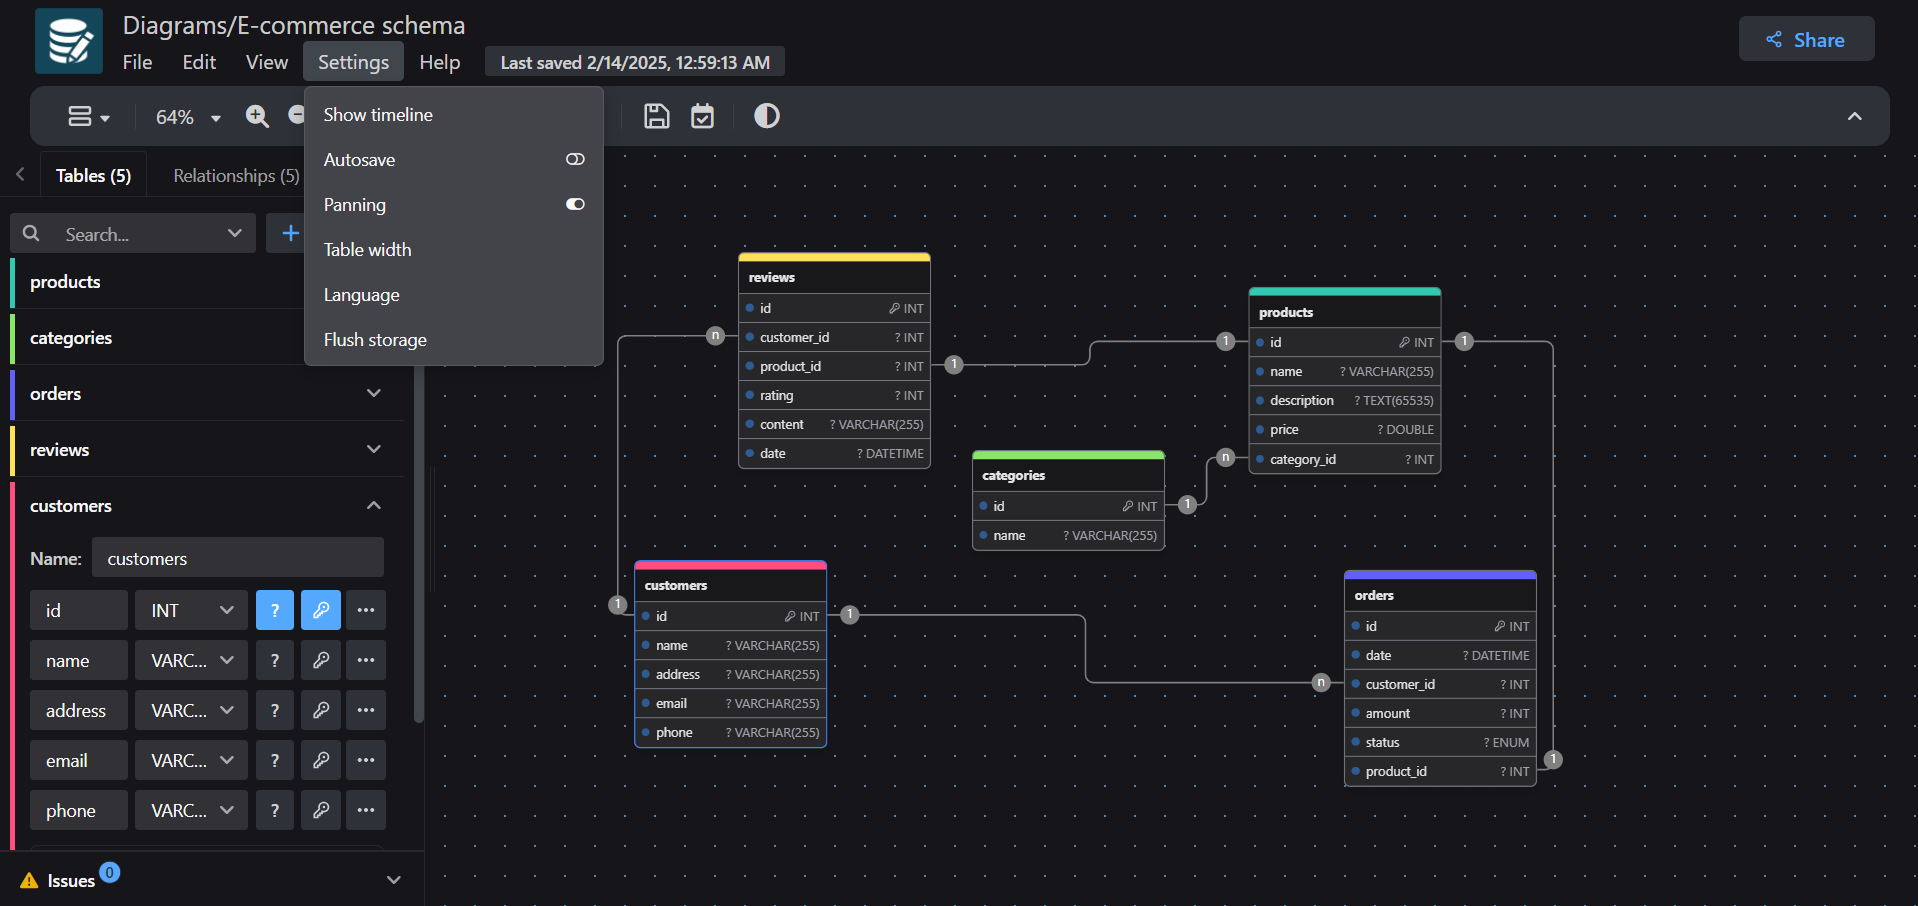 Diagrams/E-commerce schema
File Edit View Settings Help Last saved 2/14/2025, 12:59:13 AM
Share
64%
Show timeline
Autosave
Panning
Table width
Language
Flush storage
Tables (5) Relationships (5)
Search...
products
categories
orders
reviews
customers
Name: customers
id INT ?
name VARC... ?
address VARC... ?
email VARC... ?
phone VARC... ?
Issues 0
reviews
id INT
customer_id ? INT
product_id ? INT
rating ? INT
content ? VARCHAR(255)
date ? DATETIME
n
1
products
id INT
name ? VARCHAR(255)
description ? TEXT(65535)
price ? DOUBLE
category_id ? INT
1
1
n
categories
id INT
name ? VARCHAR(255)
1
customers
id INT
name ? VARCHAR(255)
address ? VARCHAR(255)
email ? VARCHAR(255)
phone ? VARCHAR(255)
1
1
orders
id INT
date ? DATETIME
customer_id ? INT
amount ? INT
status ? ENUM
product_id ? INT
n
1